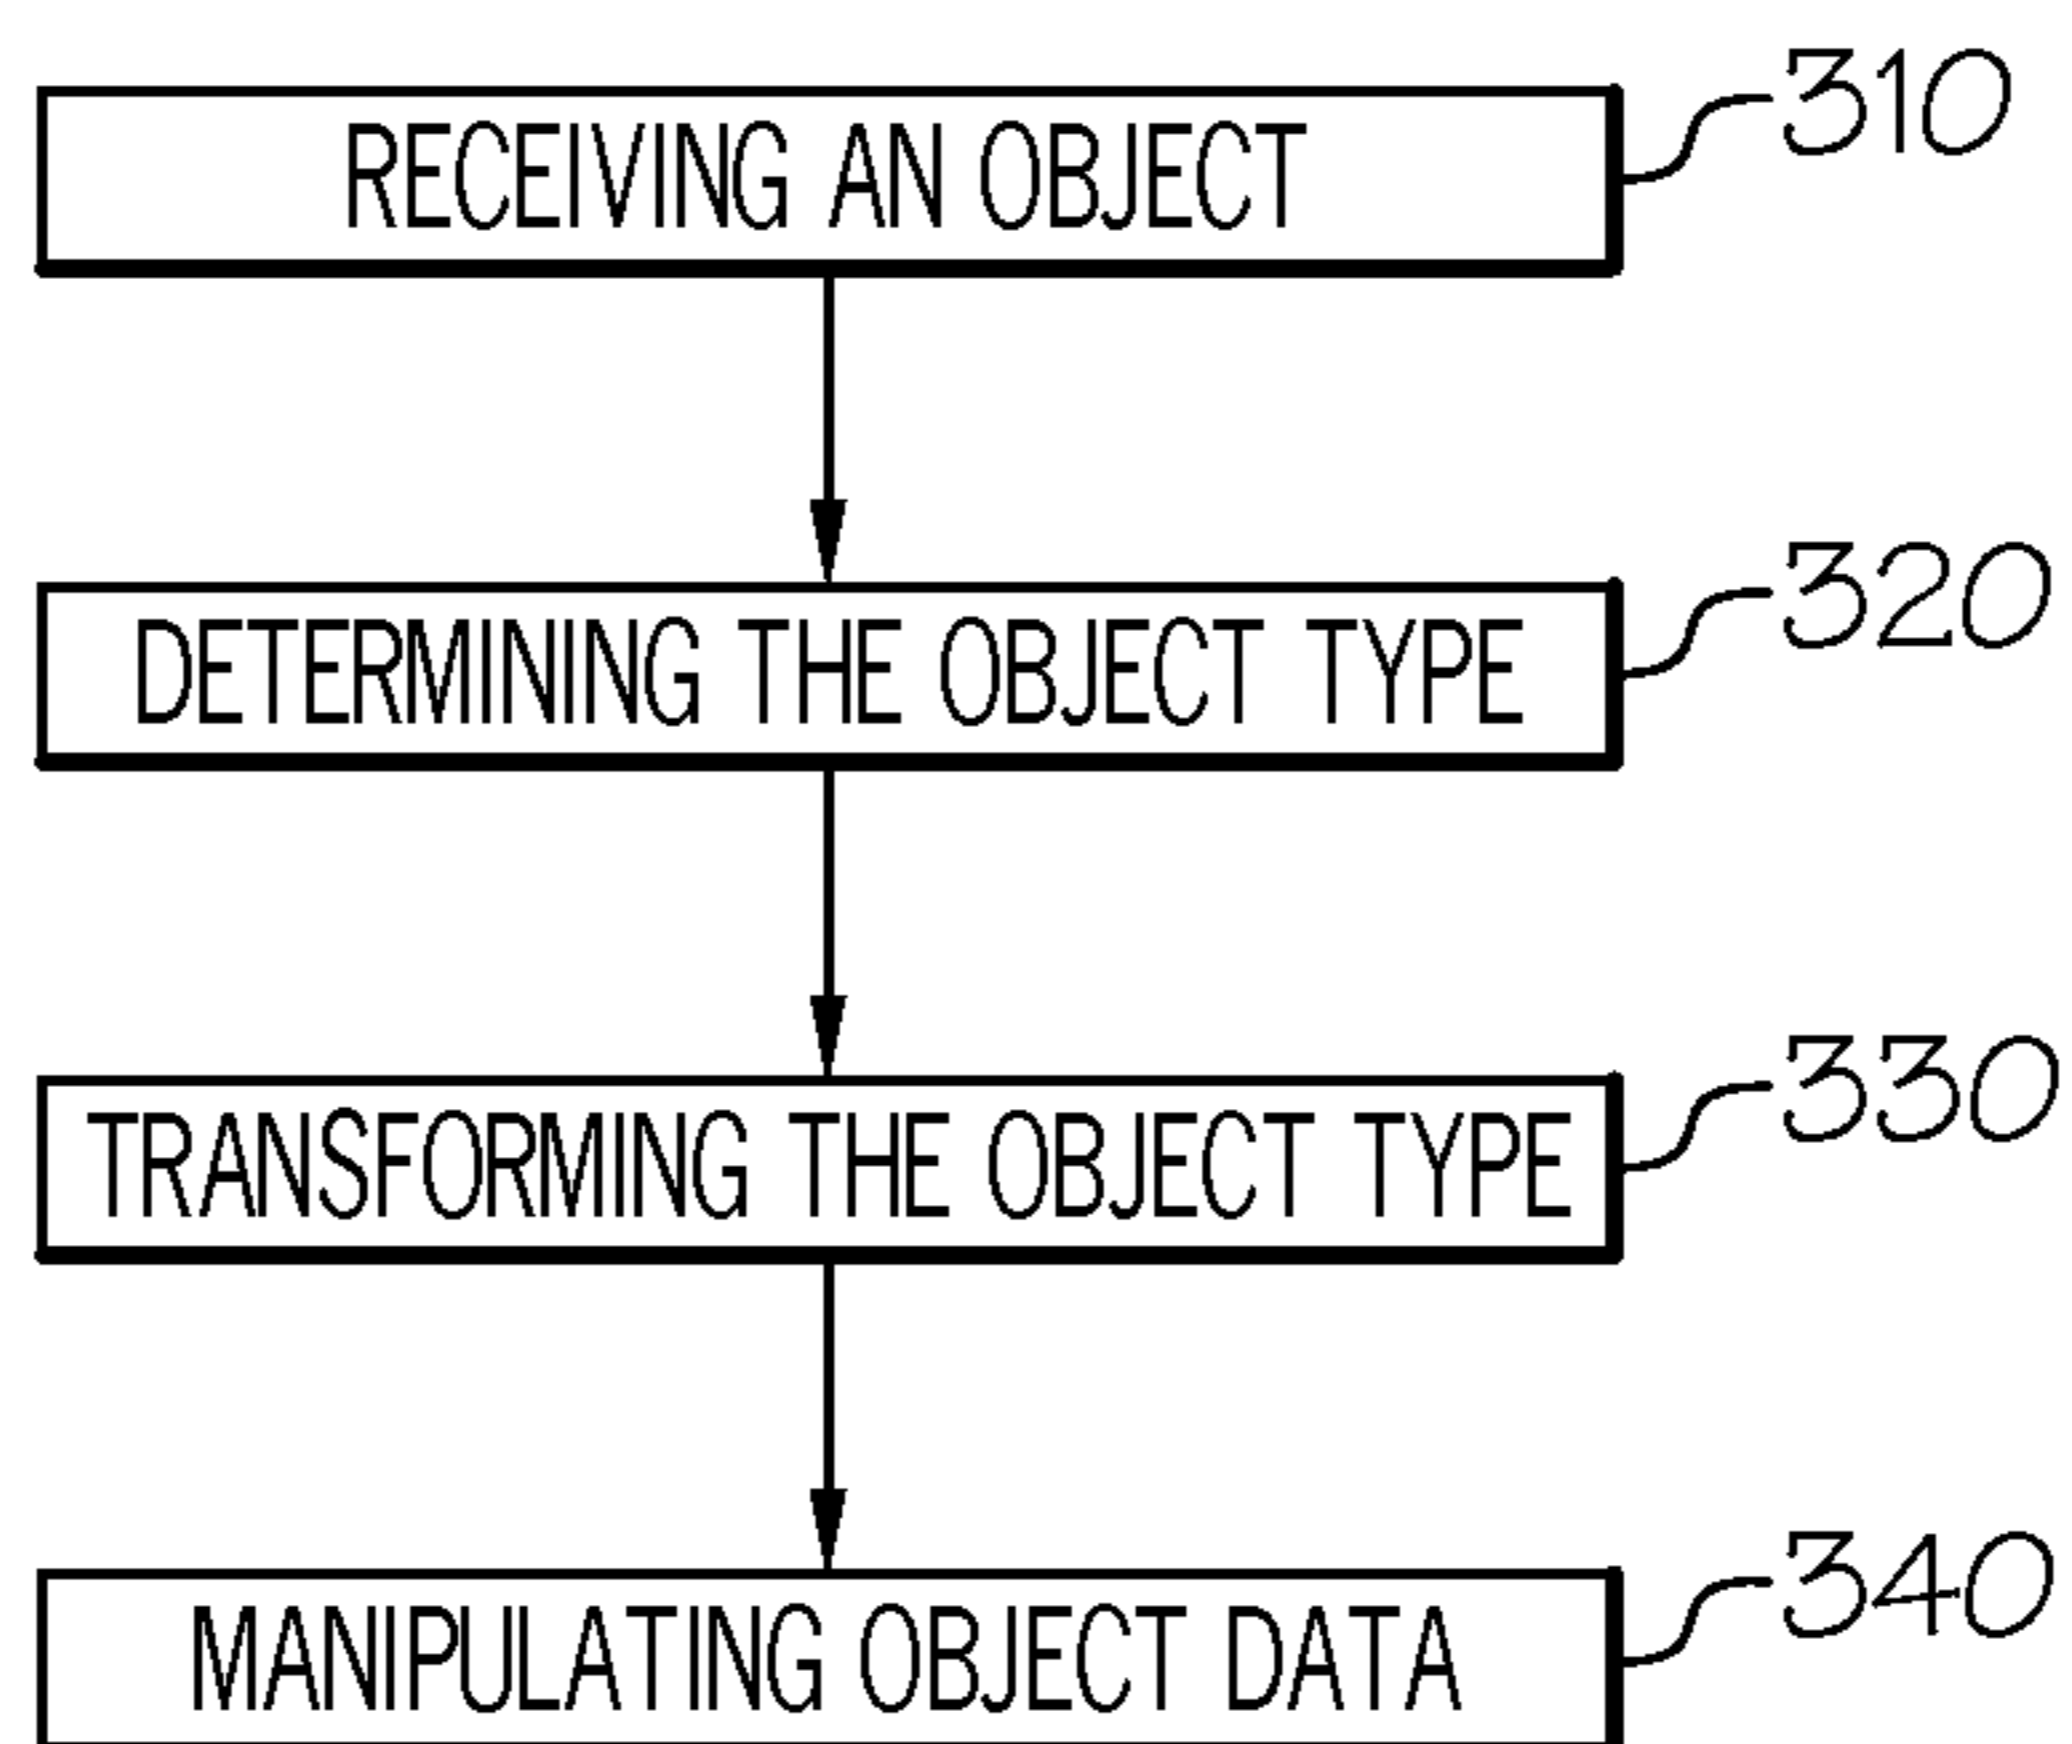 RECEIVING AN OBJECT
310
DETERMINING THE OBJECT TYPE
320
TRANSFORMING THE OBJECT TYPE
330
MANIPULATING OBJECT DATA
340